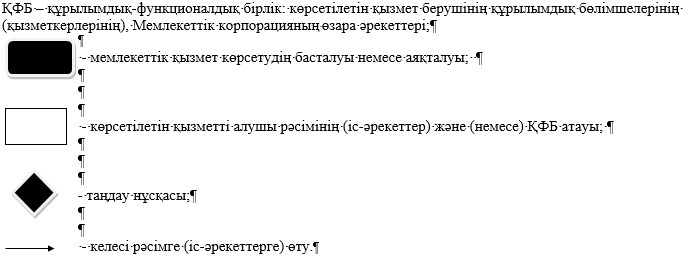 ҚФБ – құрылымдық-функционалдық бірлік: көрсетілетін қызмет берушінің құрылымдық бөлімшелерінің
(қызметкерлерінің), Мемлекеттік корпорацияның өзара әрекеттері;¶
¶
- мемлекеттік қызмет көрсетудің басталуы немесе аяқталуы; ¶
¶
¶
¶
- көрсетілетін қызметті алушы рәсімінің (іс-әрекеттер) және (немесе) ҚФБ атауы; ¶
¶
¶
¶
- таңдау нұсқасы;¶
¶
¶
- келесі рәсімге (іс-әрекеттерге) өту.¶